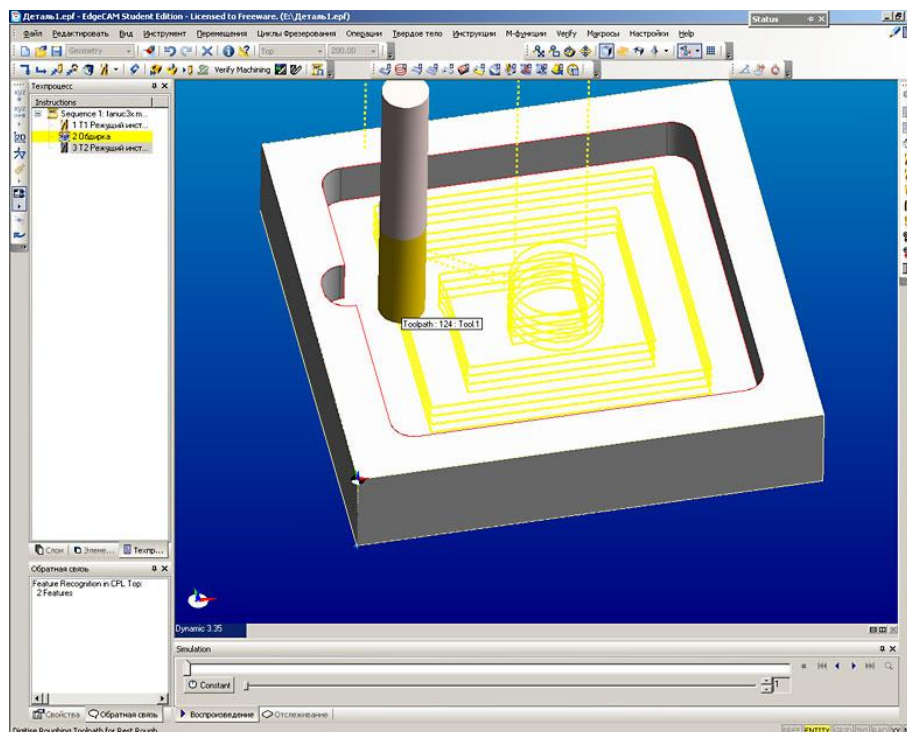 Деталь1.epf - EdgeCAM Student Edition - Licensed to Freeware. (E:\Деталь1.epf)
Status
Файл Редактировать Вид Инструмент Перемещения Циклы Фрезерования Операции Твердое тело Инструкции М-функции Verify Макросы Настройки Help
Geometry Top 200.00
Verify Machining
Техпроцесс
Instructions
Sequence 1: fanuc3x.m...
1 T1 Режущий инст...
2 Обдирка
3 T2 Режущий инст...
Toolpath : 124 : Tool.1
Слои Элеме... Техпр...
Обратная связь
Feature Recognition in CPL Top:
2 Features
Dynamic 3.35
Simulation
Constant 1
Свойства Обратная связь Воспроизведение Отслеживание
Digitise Roughing Toolpath for Rest Rough
FREE ENTITY GRID